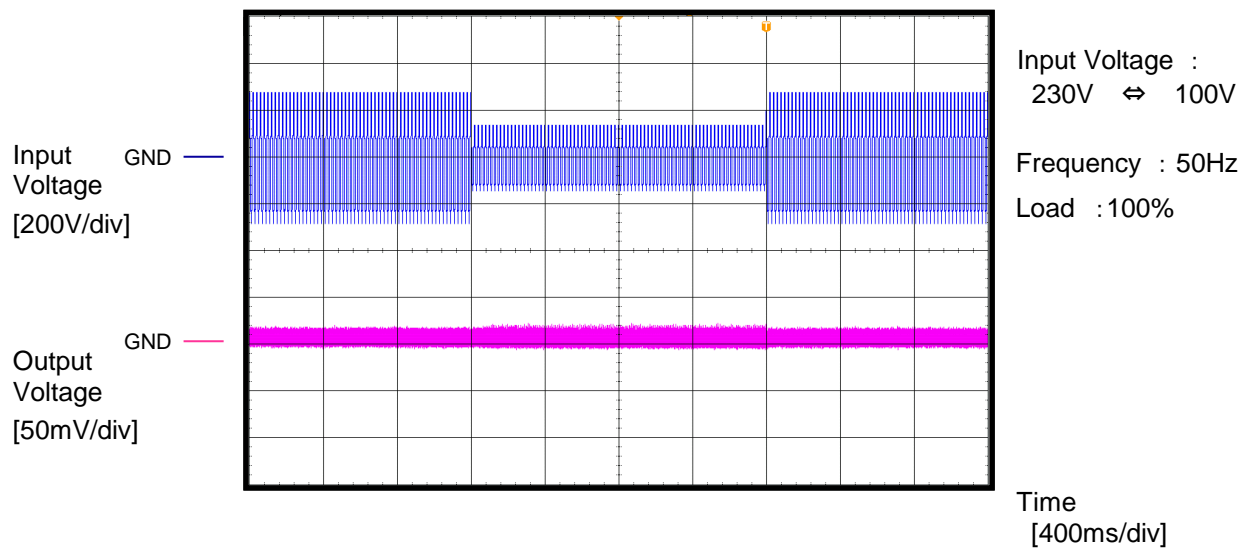 Input Voltage :
230V ⇔ 100V
Frequency : 50Hz
Load :100%
T
Input
Voltage
[200V/div]
GND
GND
Output
Voltage
[50mV/div]
Time
[400ms/div]